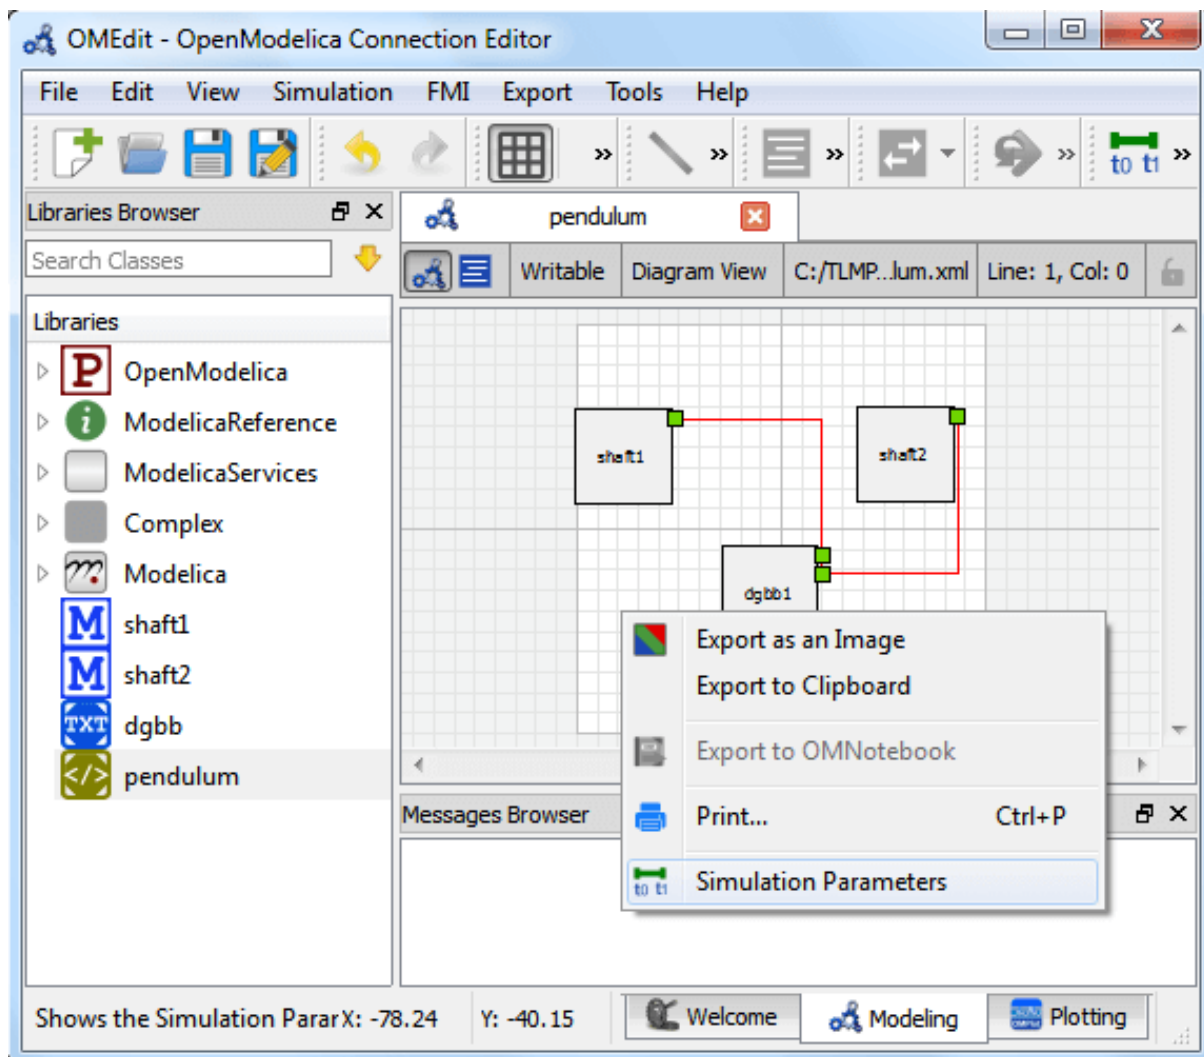 OMEdit - OpenModelica Connection Editor
File Edit View Simulation FMI Export Tools Help
t0 t1
Libraries Browser
pendulum
Search Classes
Writable Diagram View C:/TLMP...lum.xml Line: 1, Col: 0
Libraries
P OpenModelica
i ModelicaReference
ModelicaServices
Complex
m Modelica
M shaft1
M shaft2
TXT dgbb
</> pendulum
shaft1
shaft2
dgbb1
Export as an Image
Export to Clipboard
Export to OMNotebook
Print... Ctrl+P
t0 t1 Simulation Parameters
Messages Browser
Shows the Simulation Parar X: -78.24 Y: -40.15 Welcome Modeling Plotting